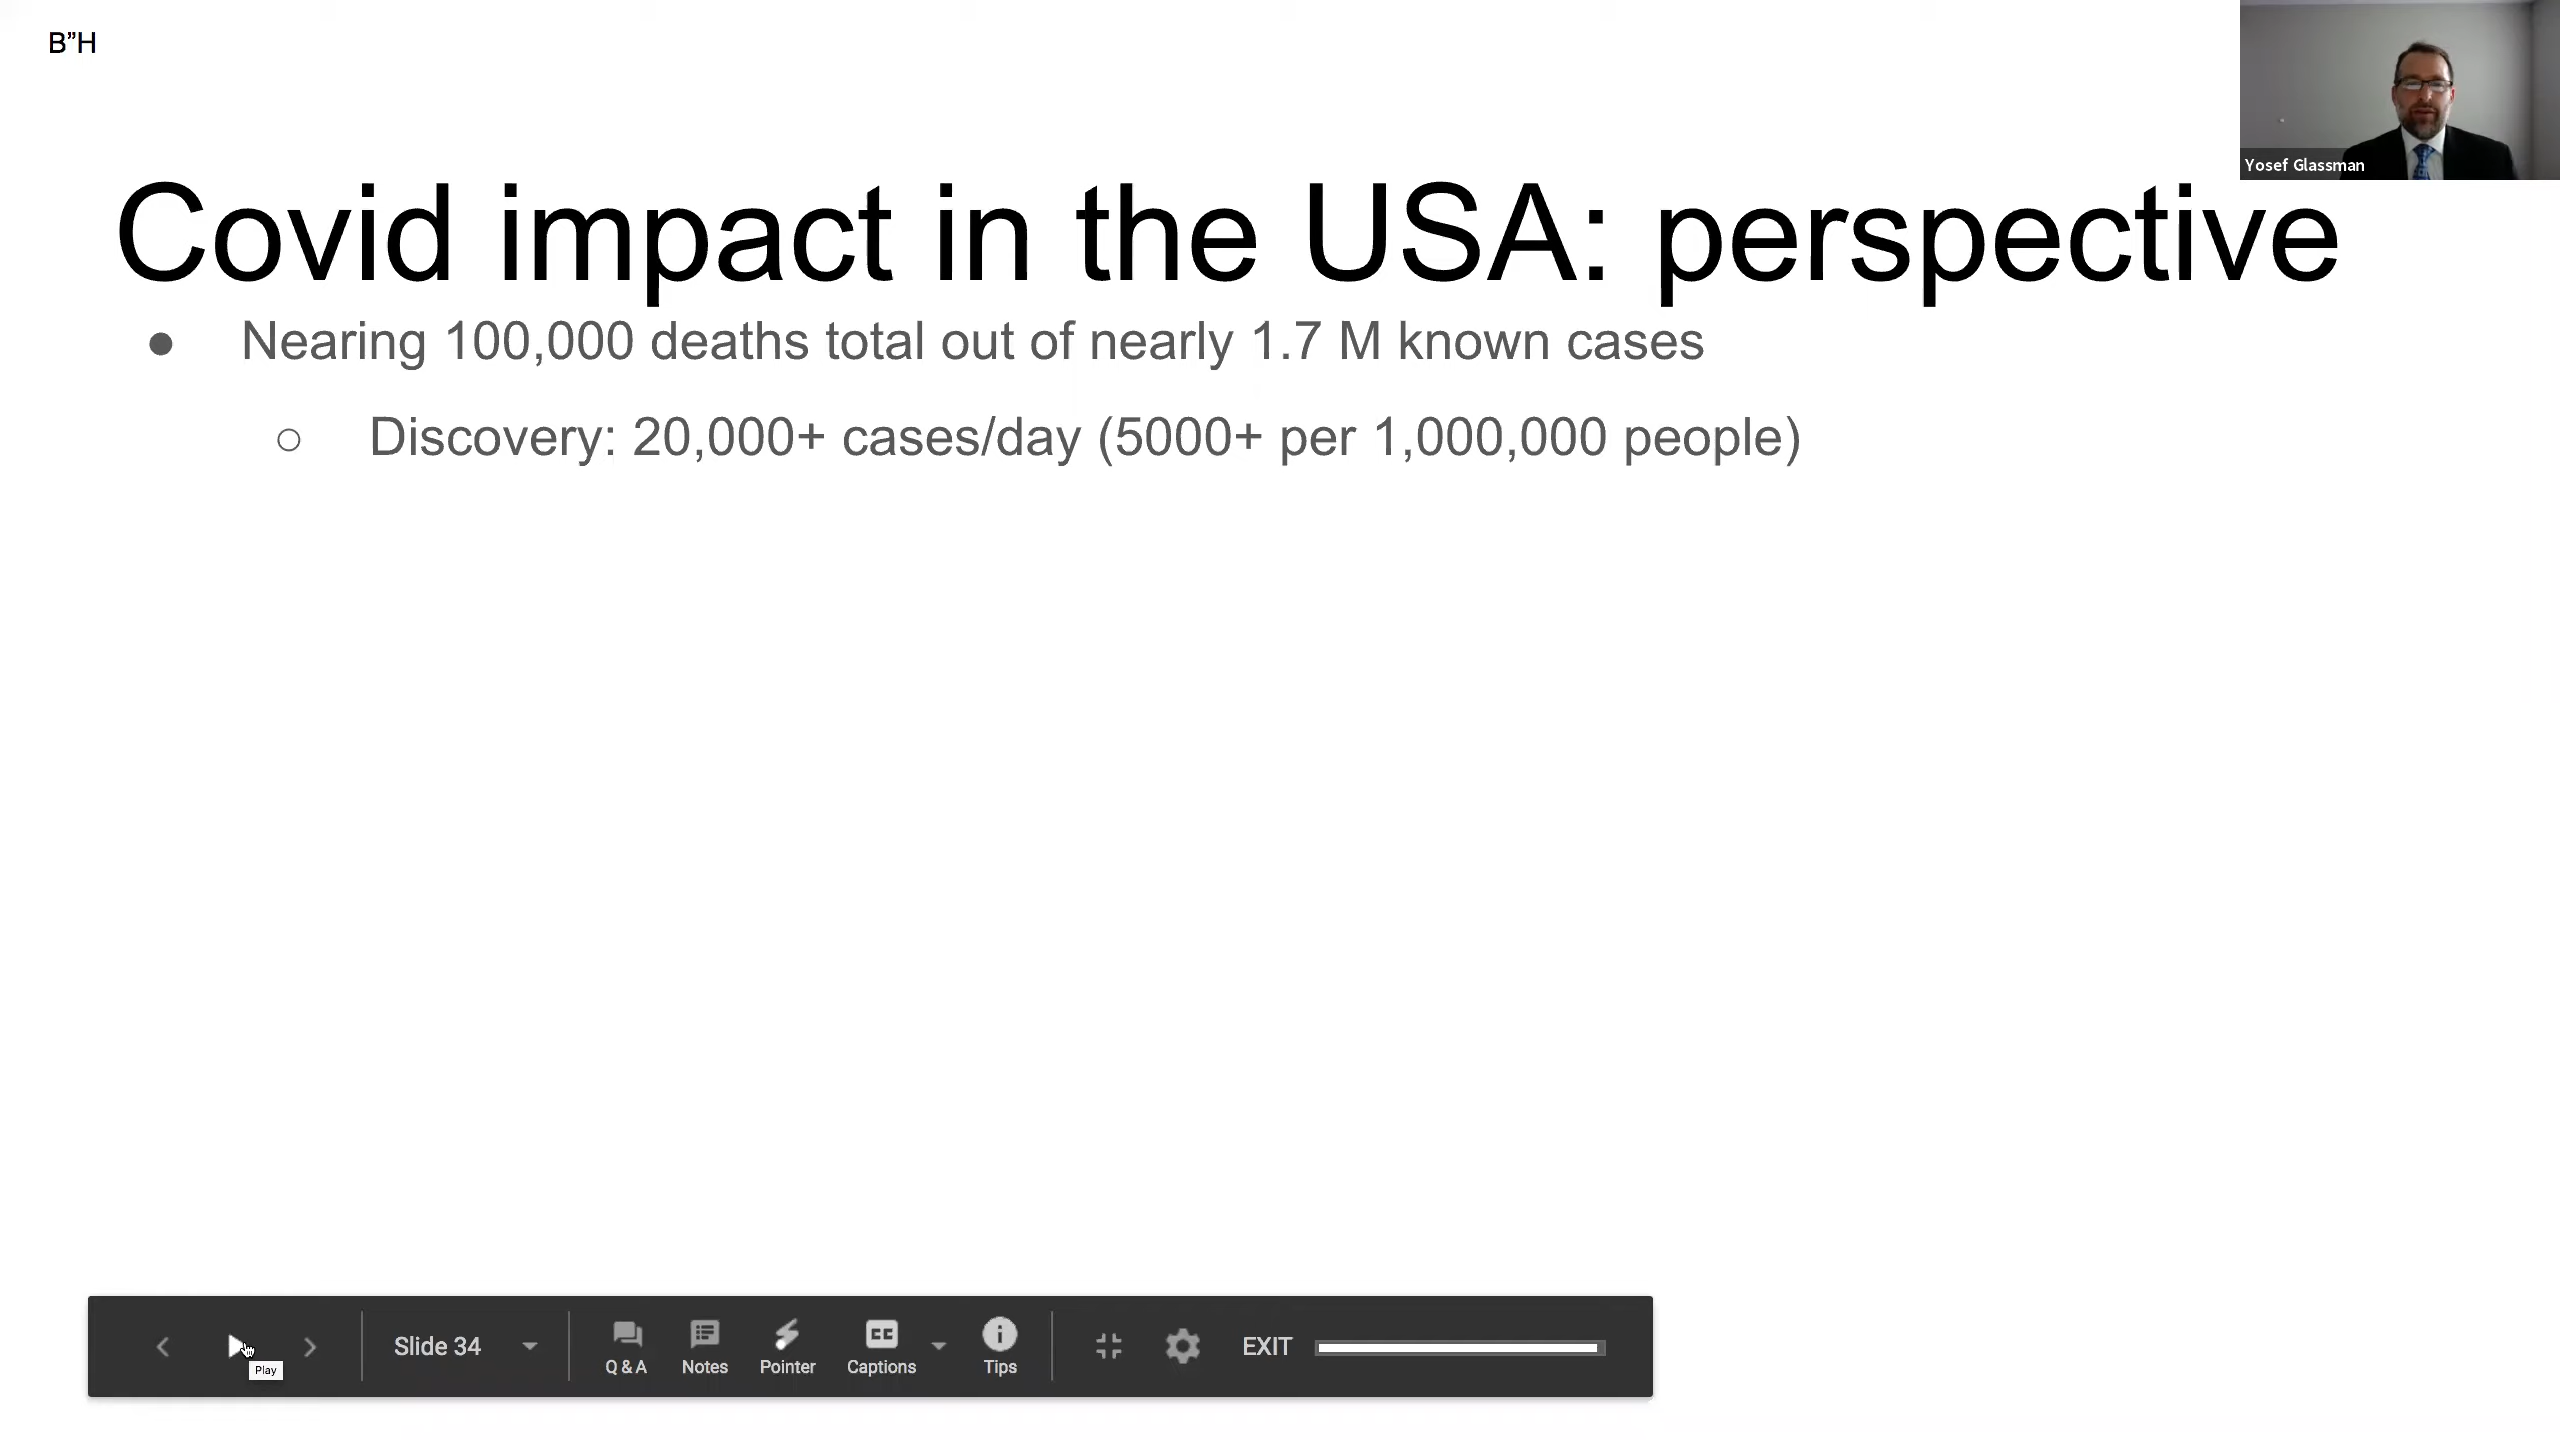 B”H
Yosef Glassman
Covid impact in the USA: perspective
● Nearing 100,000 deaths total out of nearly 1.7 M known cases
○ Discovery: 20,000+ cases/day (5000+ per 1,000,000 people)
Slide 34
Q & A
Notes
Pointer
CC
Captions
Tips
EXIT
Play